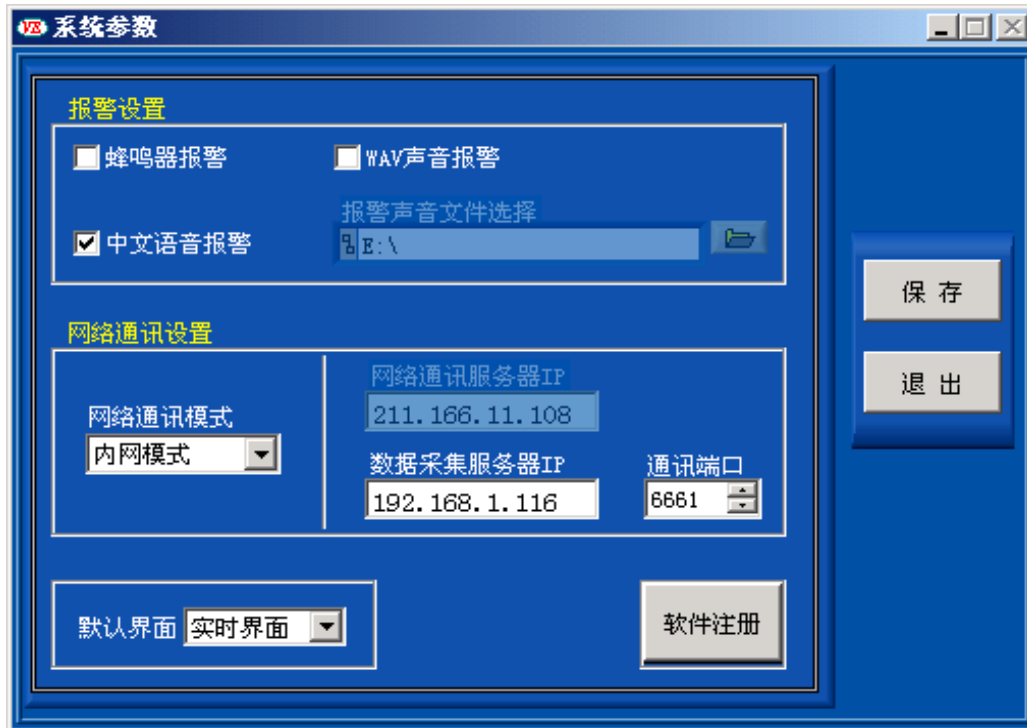 VB 系统参数
报警设置
蜂鸣器报警 WAV声音报警
报警声音文件选择
中文语音报警 E:\
保 存
网络通讯设置
网络通讯服务器IP
退 出
网络通讯模式 211.166.11.108
内网模式 数据采集服务器IP 通讯端口
192.168.1.116 6661
默认界面 实时界面 软件注册